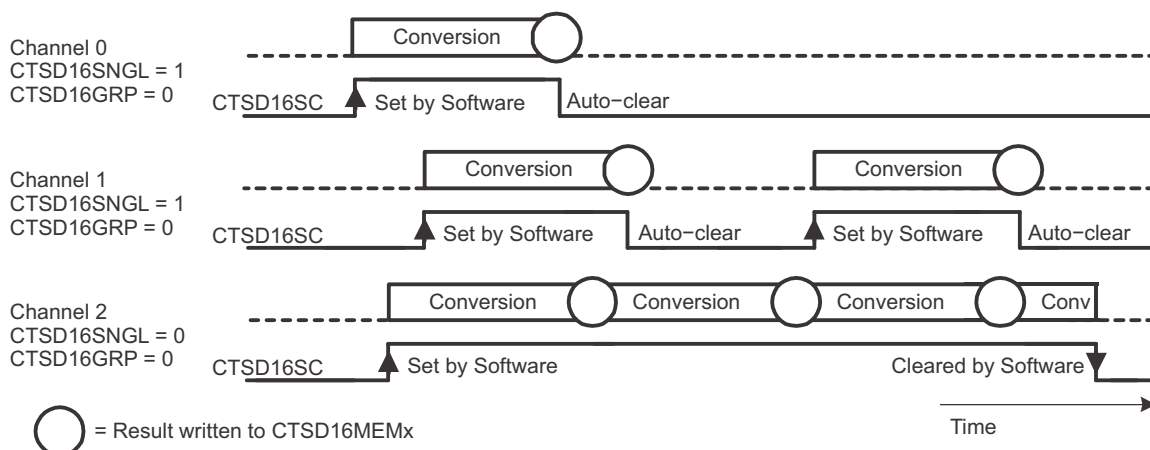 Channel 0
CTSD16SNGL = 1
CTSD16GRP = 0
Conversion
CTSD16SC
Set by Software
Auto−clear
Channel 1
CTSD16SNGL = 1
CTSD16GRP = 0
Conversion
Conversion
CTSD16SC
Set by Software
Auto−clear
Set by Software
Auto−clear
Channel 2
CTSD16SNGL = 0
CTSD16GRP = 0
Conversion
Conversion
Conversion
Conv
CTSD16SC
Set by Software
Cleared by Software
= Result written to CTSD16MEMx
Time